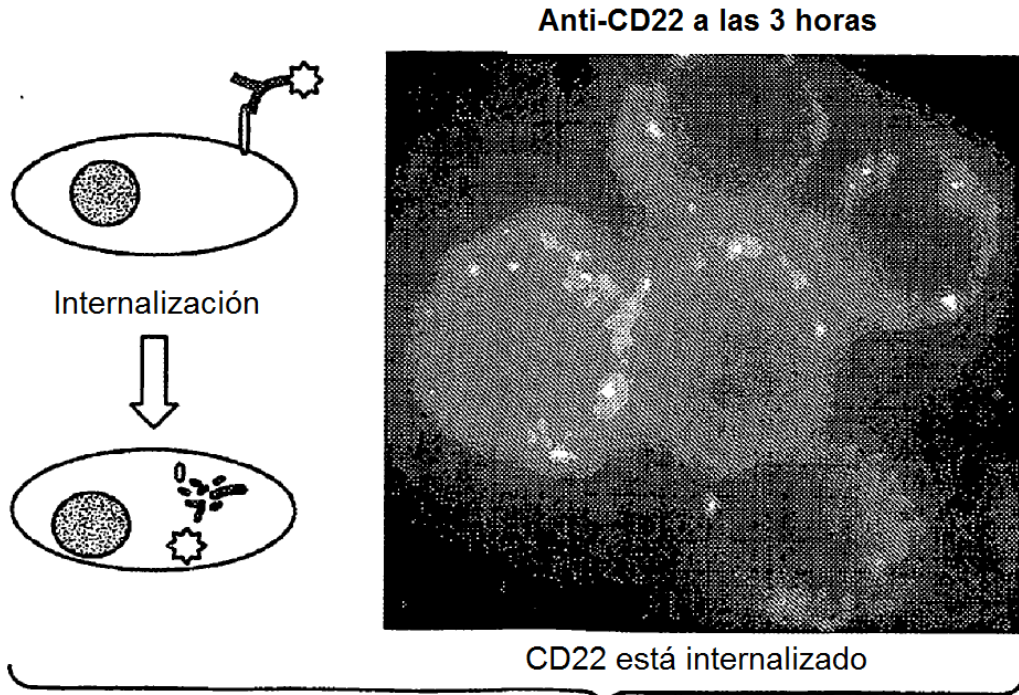 Anti-CD22 a las 3 horas
Internalización
CD22 está internalizado